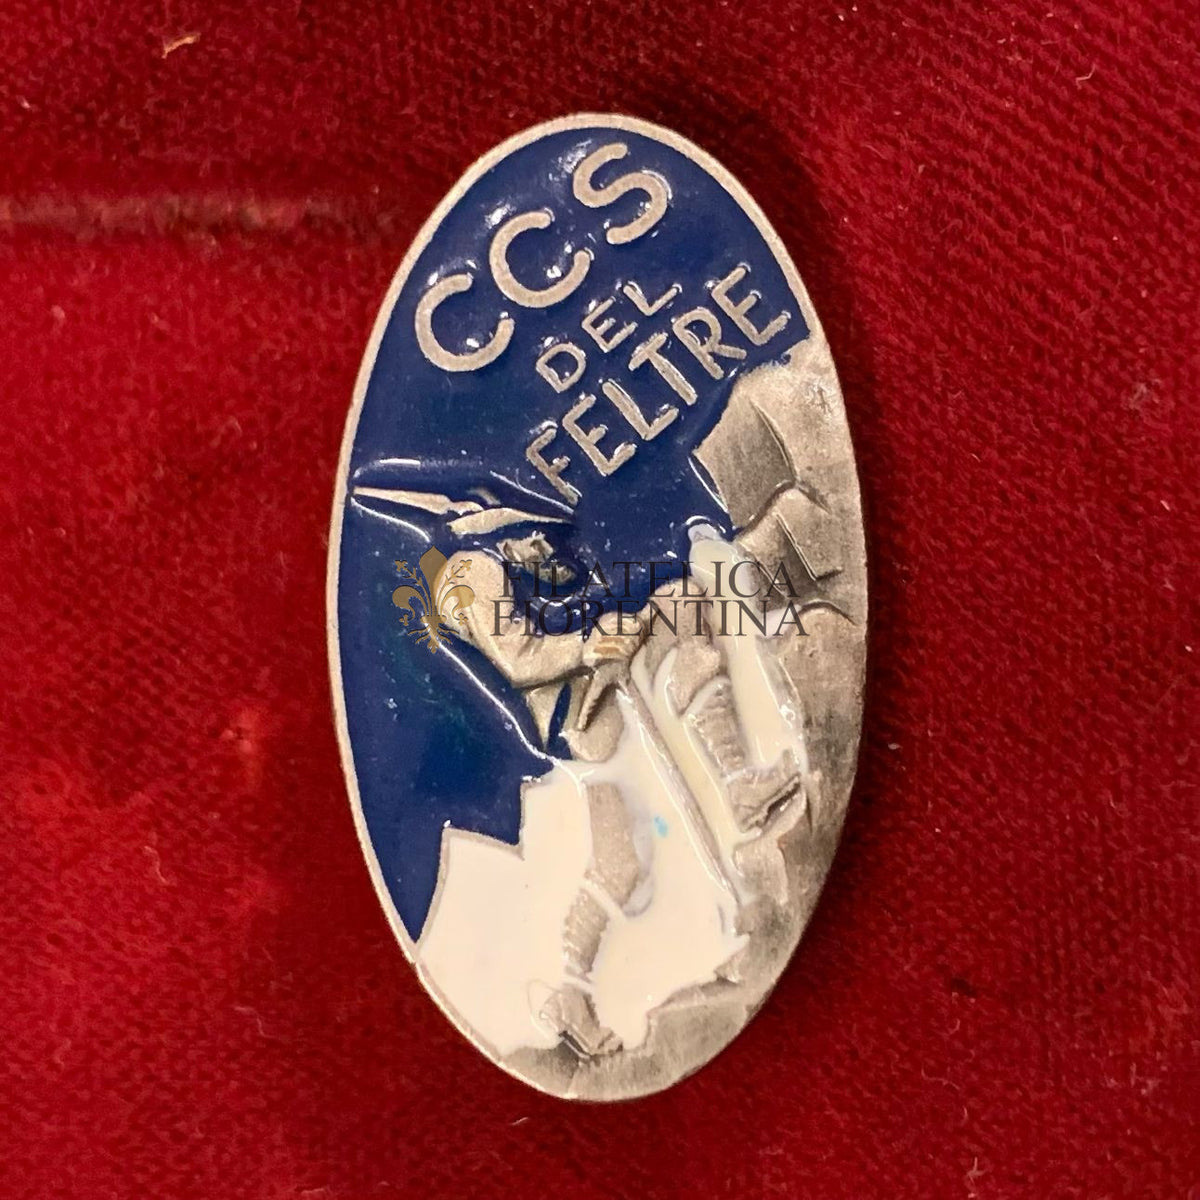 CCS
DEL
FELTRE
FILATELICA
FIORENTINA